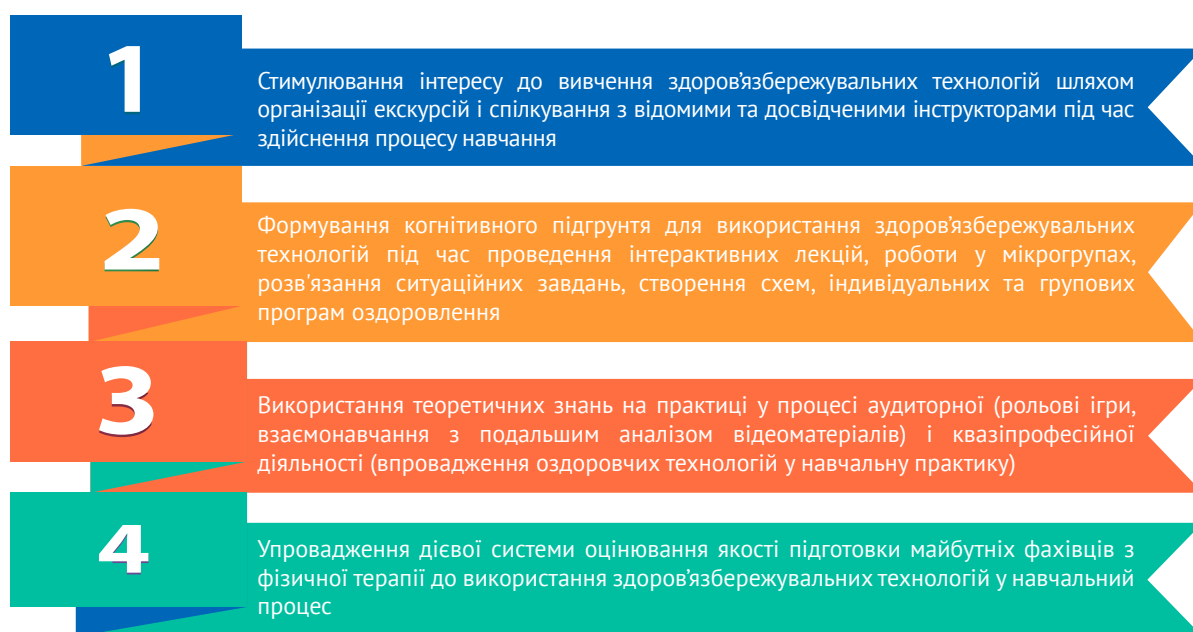 1
Стимулювання інтересу до вивчення здоров'язбережувальних технологій шляхом
організації екскурсій і спілкування з відомими та досвідченими інструкторами під час
здійснення процесу навчання
2
Формування когнітивного підгрунтя для використання здоров'язбережувальних
технологій під час проведення інтерактивних лекцій, роботи у мікрогрупах,
розв'язання ситуаційних завдань, створення схем, індивідуальних та групових
програм оздоровлення
3
Використання теоретичних знань на практиці у процесі аудиторної (рольові ігри,
взаємонавчання з подальшим аналізом відеоматеріалів) і квазіпрофесійної
діяльності (впровадження оздоровчих технологій у навчальну практику)
4
Упровадження дієвої системи оцінювання якості підготовки майбутніх фахівців з
фізичної терапії до використання здоров'язбережувальних технологій у навчальний
процес